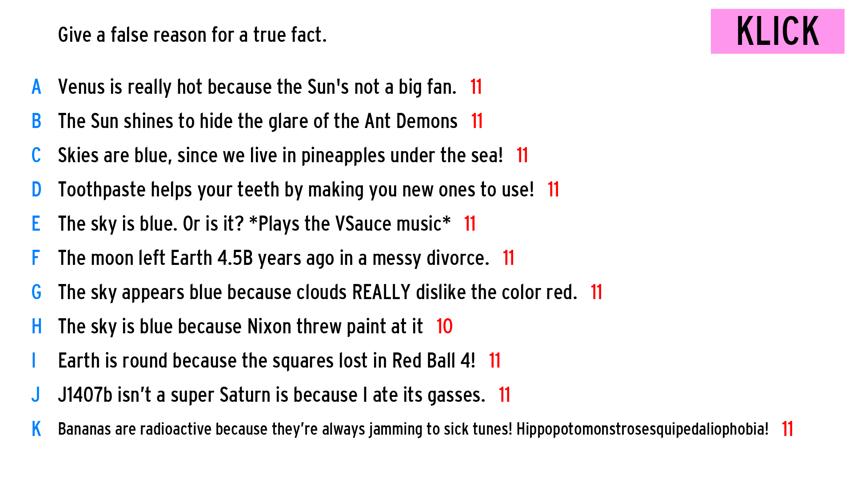 Give a false reason for a true fact.
KLICK
A Venus is really hot because the Sun's not a big fan. 11
B The Sun shines to hide the glare of the Ant Demons 11
C Skies are blue, since we live in pineapples under the sea! 11
D Toothpaste helps your teeth by making you new ones to use! 11
E The sky is blue. Or is it? *Plays the VSauce music* 11
F The moon left Earth 4.5B years ago in a messy divorce. 11
G The sky appears blue because clouds REALLY dislike the color red. 11
H The sky is blue because Nixon threw paint at it 10
I Earth is round because the squares lost in Red Ball 4! 11
J J1407b isn’t a super Saturn is because I ate its gasses. 11
K Bananas are radioactive because they’re always jamming to sick tunes! Hippopotomonstrosesquipedaliophobia! 11